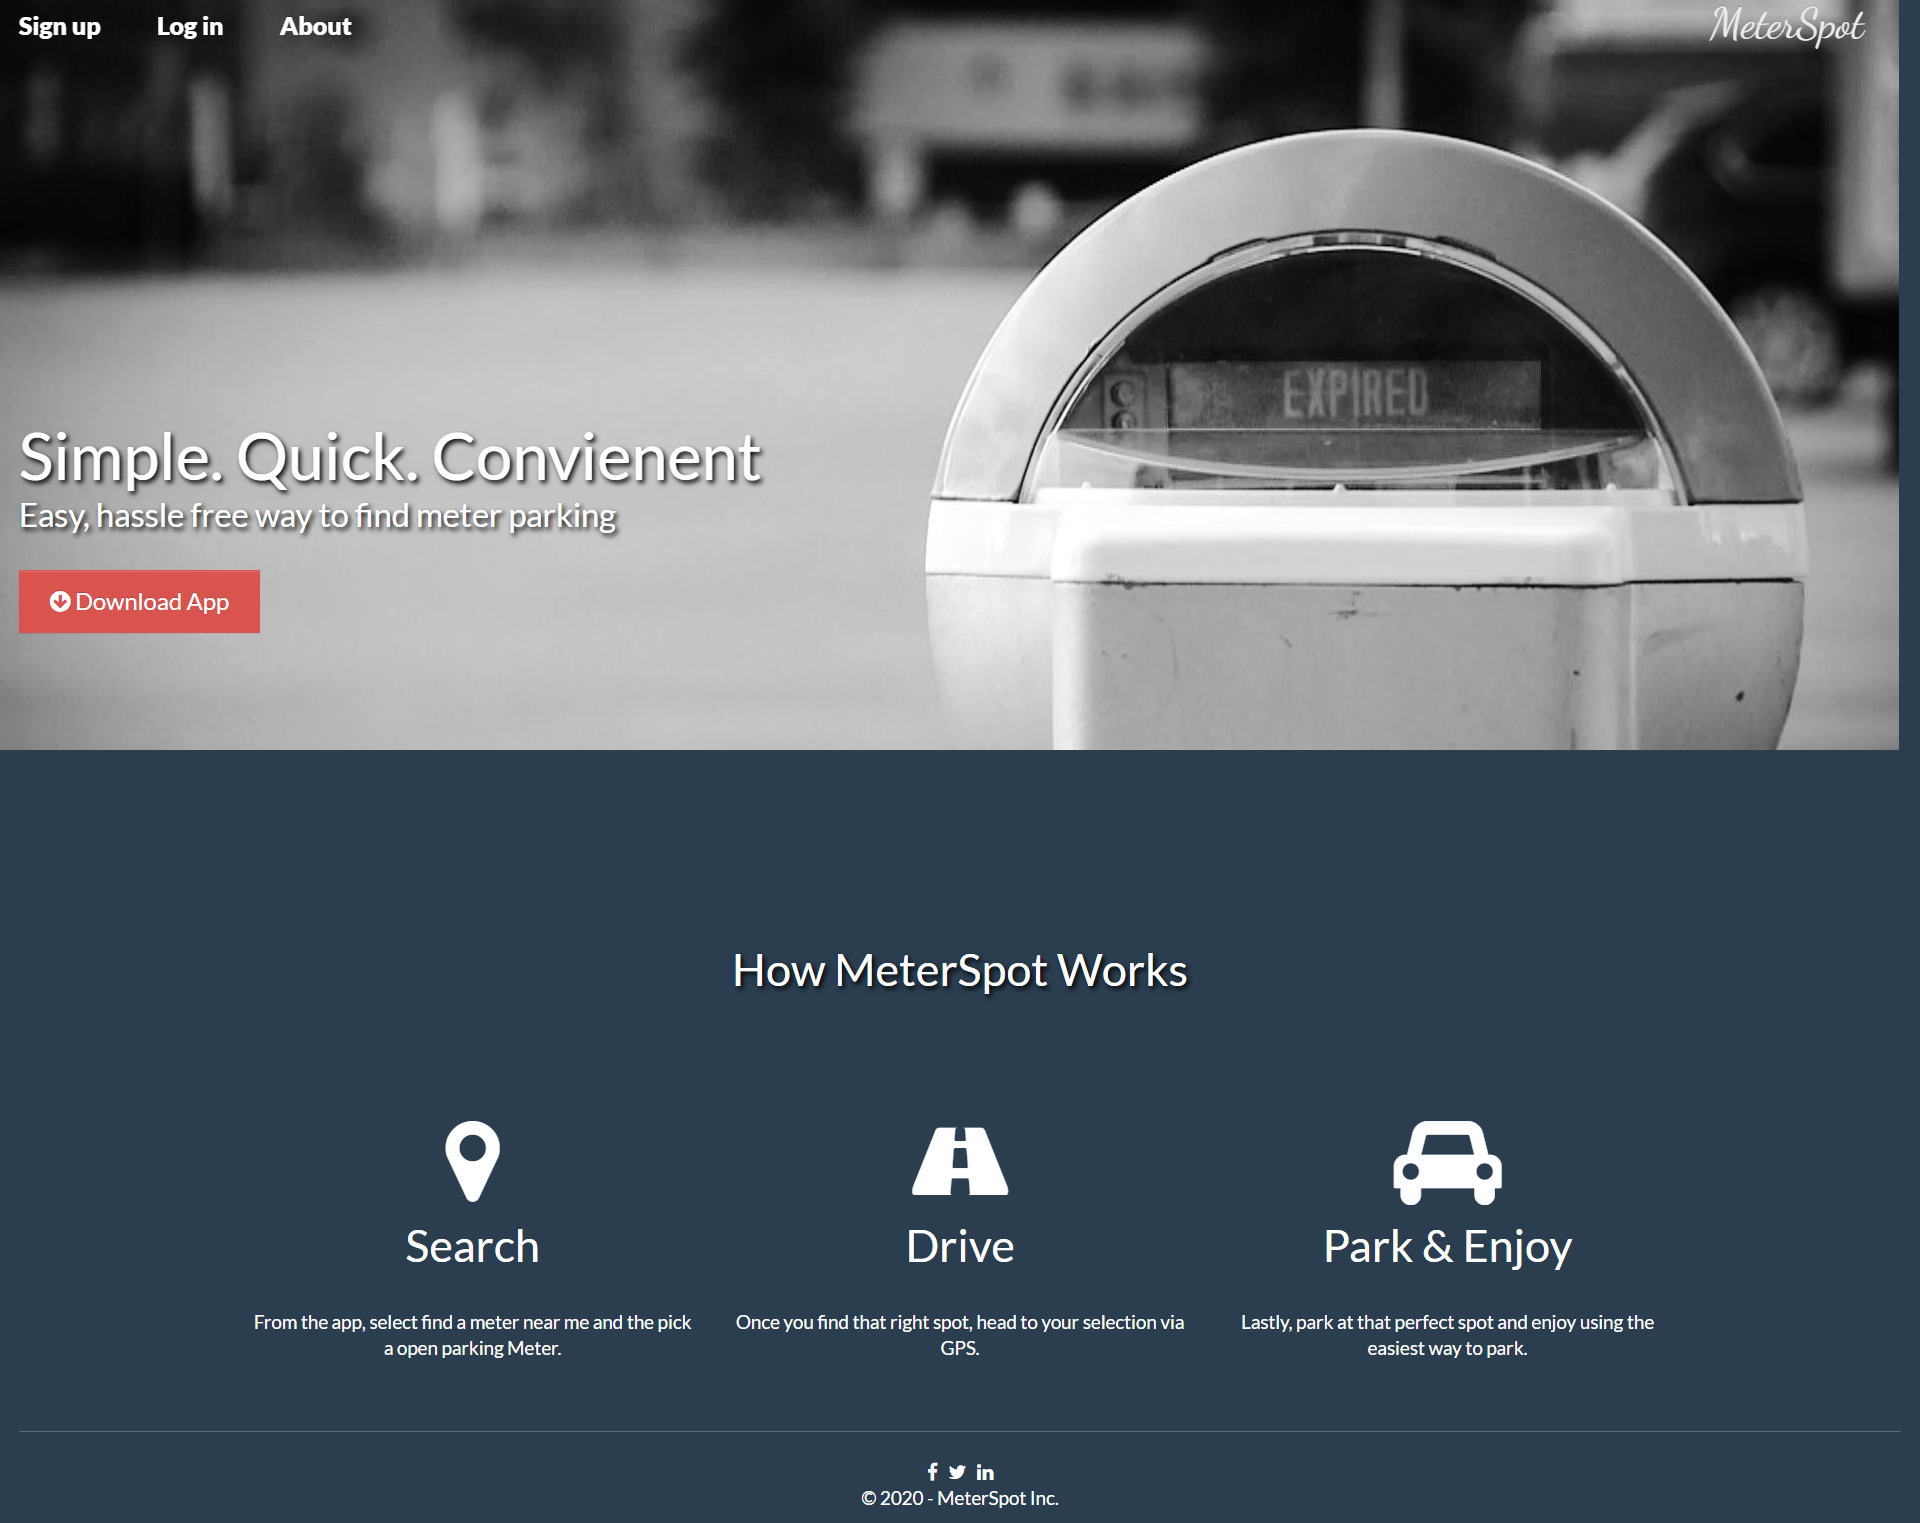 Sign up Log in About MeterSpot
EXPIRED
Simple. Quick. Convienent
Easy, hassle free way to find meter parking
Download App
How MeterSpot Works
Search
From the app, select find a meter near me and the pick
a open parking Meter.
Drive
Once you find that right spot, head to your selection via
GPS.
Park & Enjoy
Lastly, park at that perfect spot and enjoy using the
easiest way to park.
© 2020 - MeterSpot Inc.